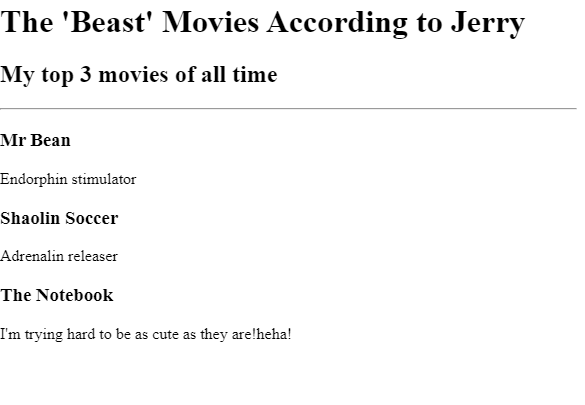 The 'Beast' Movies According to Jerry
My top 3 movies of all time
Mr Bean
Endorphin stimulator
Shaolin Soccer
Adrenalin releaser
The Notebook
I'm trying hard to be as cute as they are!heha!